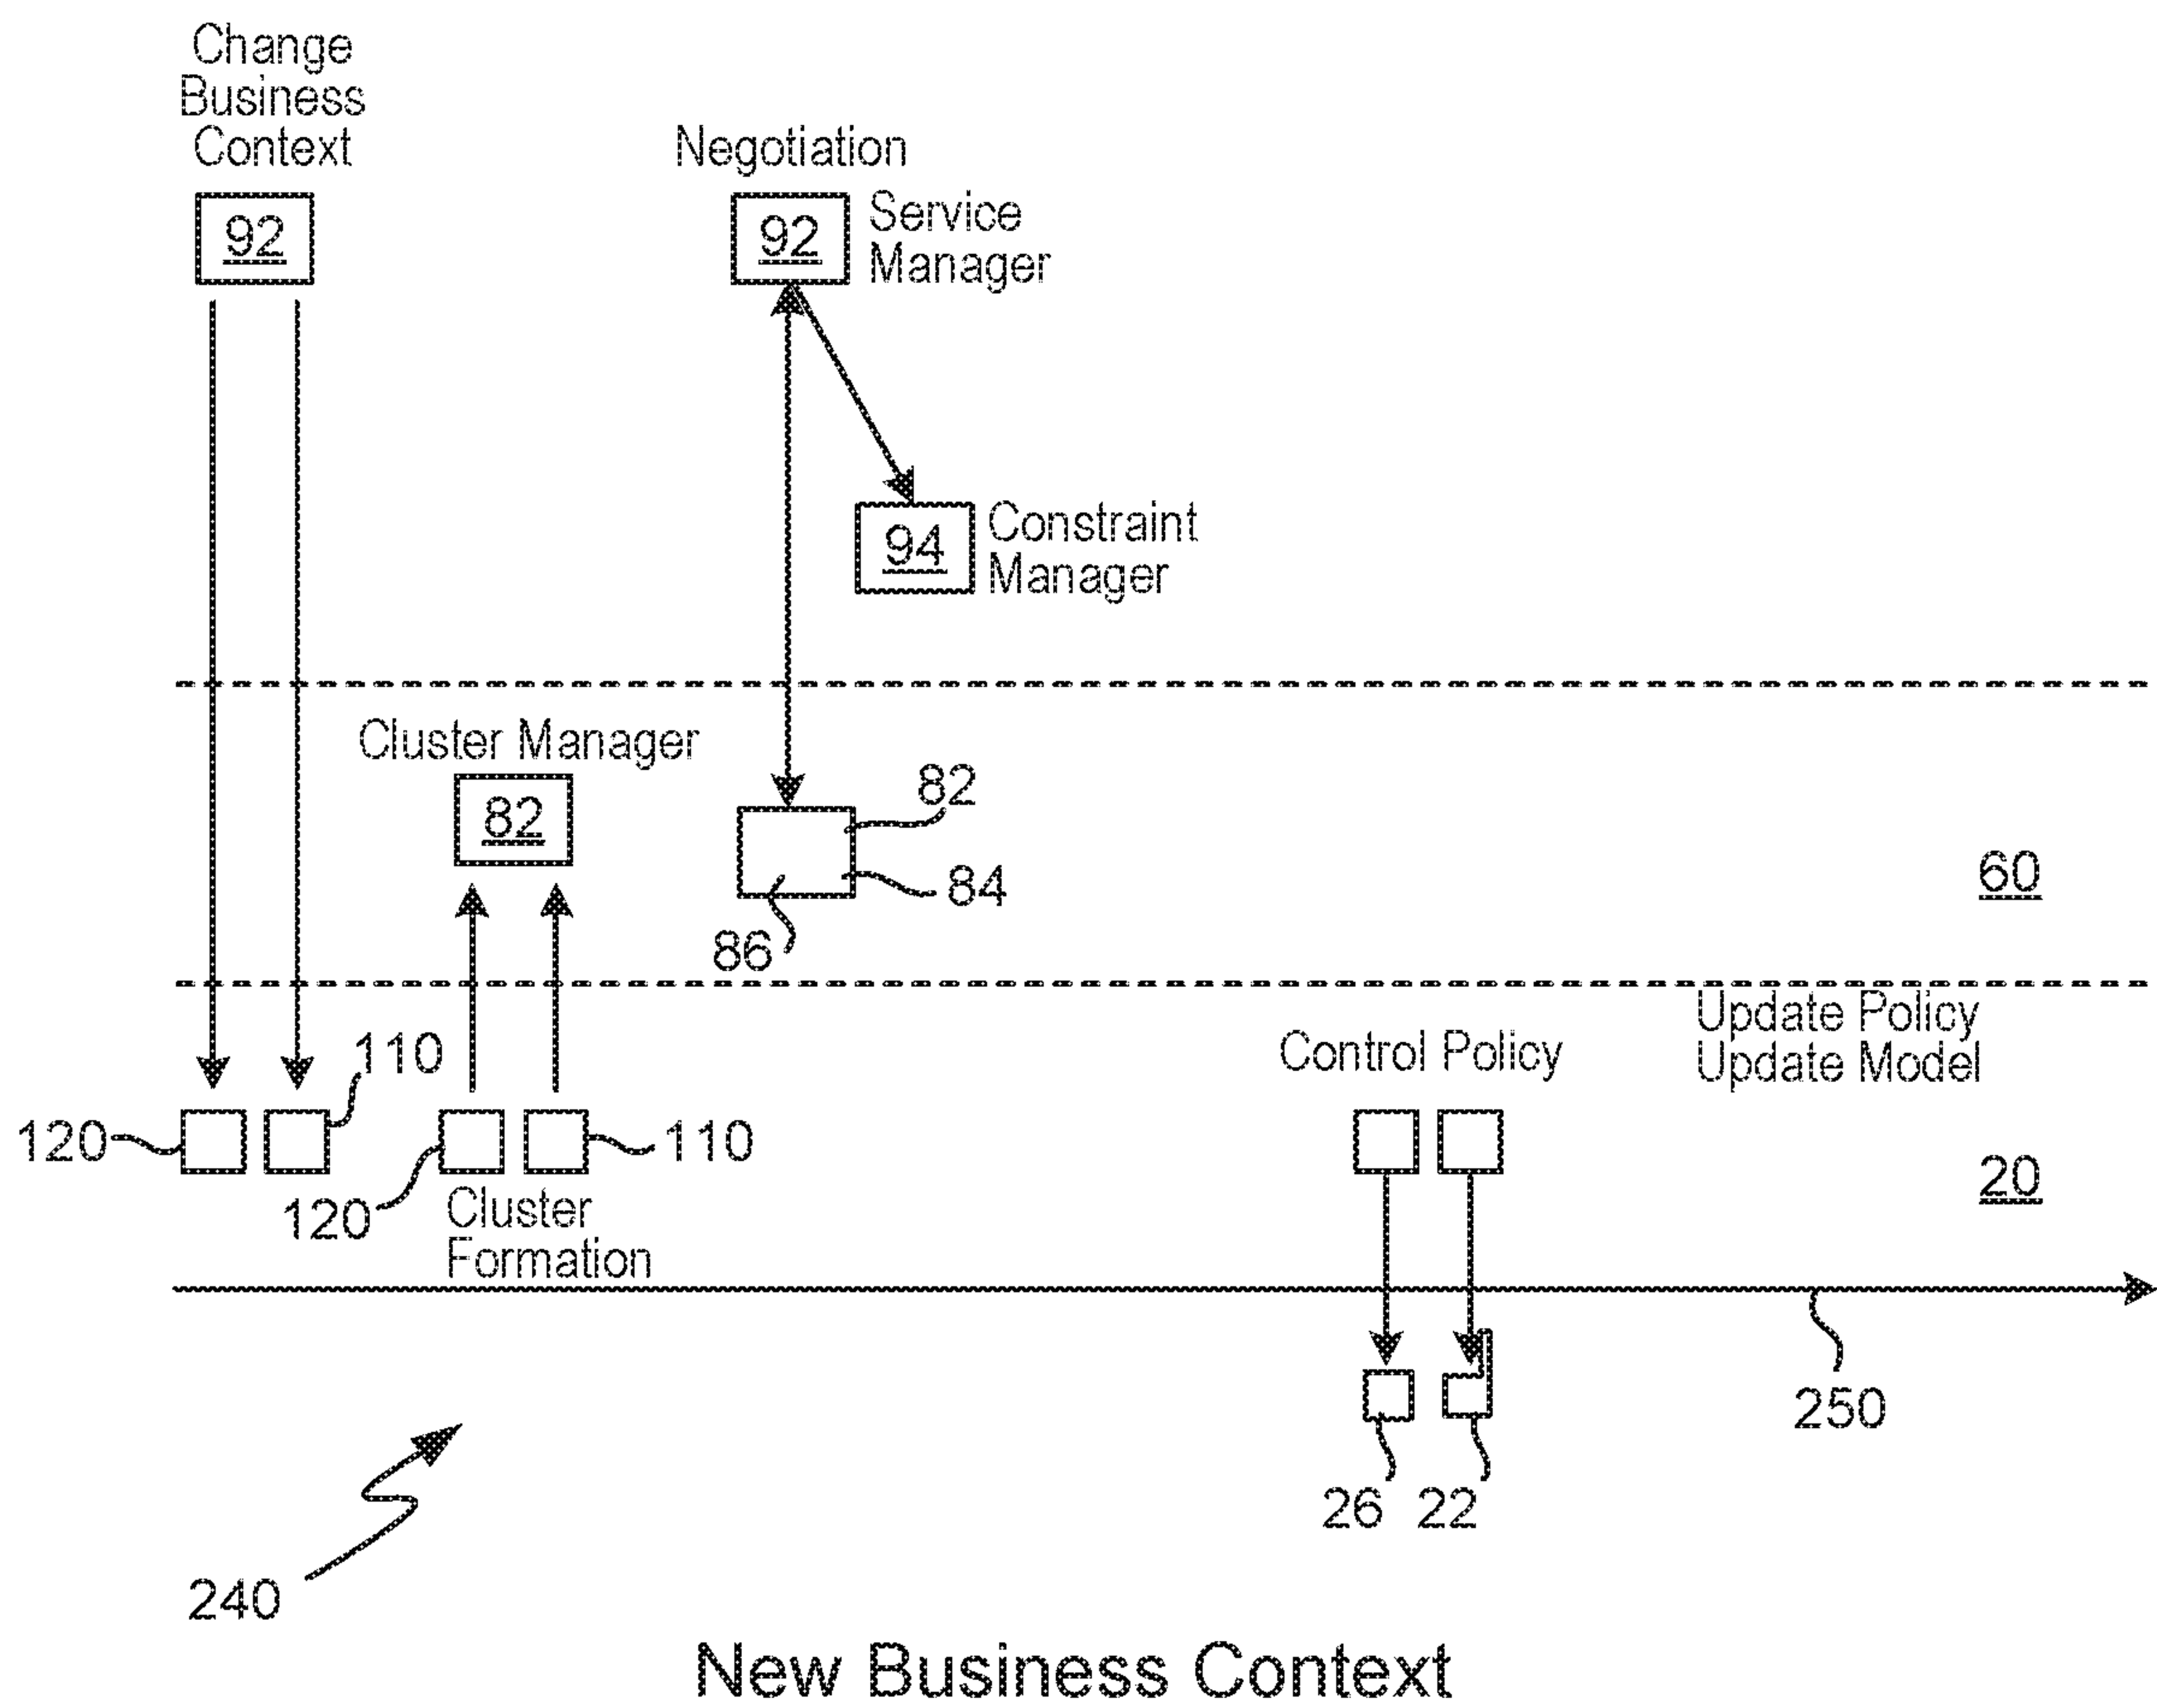 Change
Business
Context
92
Negotiation
92
Service
Manager
94
Constraint
Manager
Cluster Manager
82
82
84
86
60
Update Policy
Update Model
Control Policy
110
120
120
110
Cluster
Formation
20
250
26
22
240
New Business Context